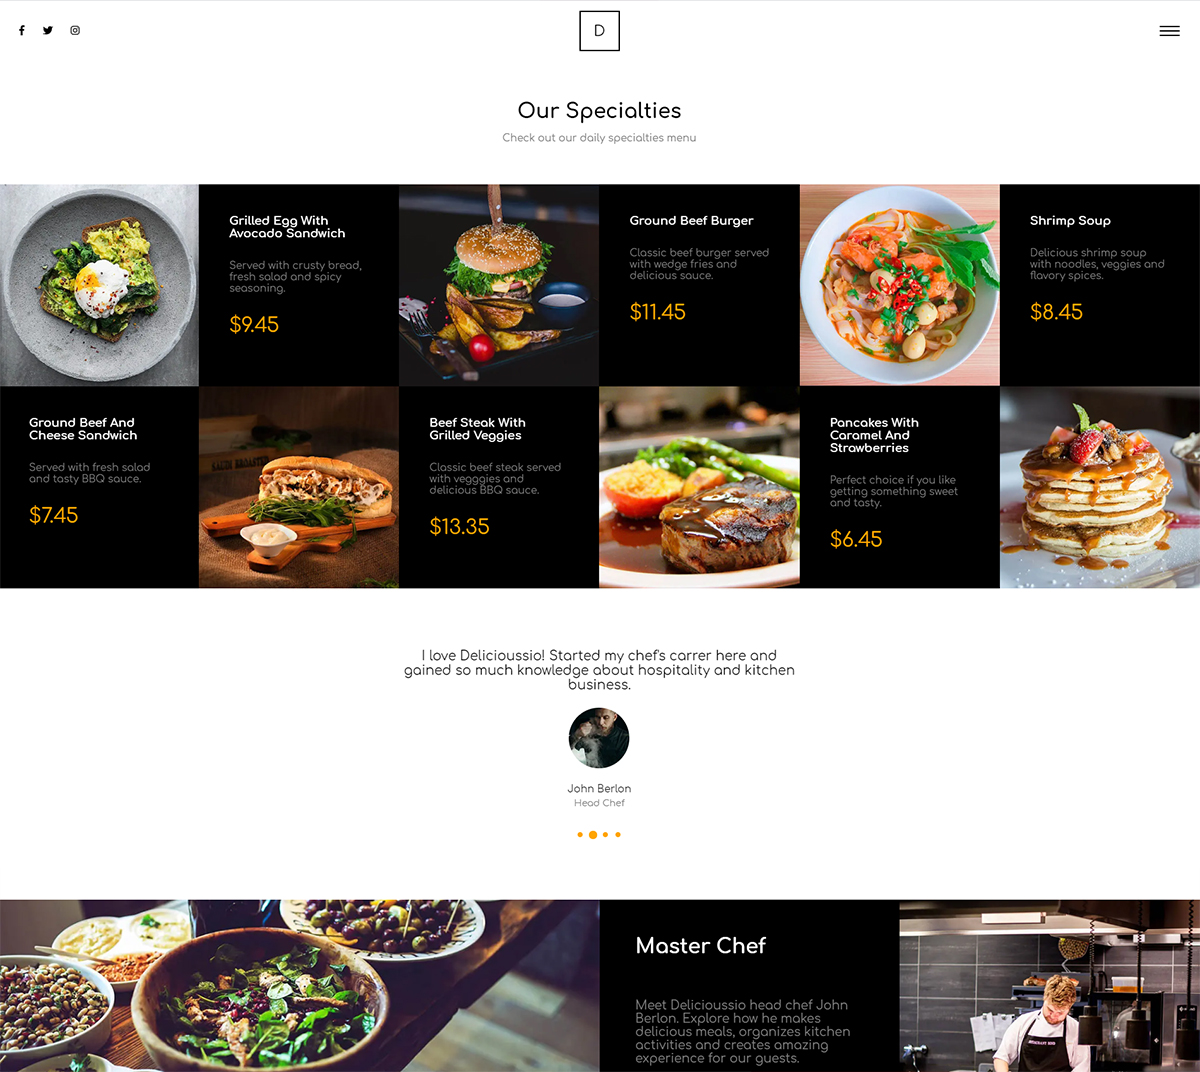 D
Our Specialties
Check out our daily specialties menu
Grilled Egg With
Avocado Sandwich
Served with crusty bread,
fresh salad and spicy
seasoning.
$9.45
Ground Beef Burger
Classic beef burger served
with wedge fries and
delicious sauce.
$11.45
Shrimp Soup
Delicious shrimp soup
with noodles, veggies and
flavory spices.
$8.45
Ground Beef And
Cheese Sandwich
Served with fresh salad
and tasty BBQ sauce.
$7.45
Beef Steak With
Grilled Veggies
Classic beef steak served
with vegggies and
delicious BBQ sauce.
$13.35
Pancakes With
Caramel And
Strawberries
Perfect choice if you like
getting something sweet
and tasty.
$6.45
I love Delicioussio! Started my chef's carrer here and
gained so much knowledge about hospitality and kitchen
business.
John Berlon
Head Chef
Master Chef
Meet Delicioussio head chef John
Berlon. Explore how he makes
delicious meals, organizes kitchen
activities and creates amazing
experience for our guests.